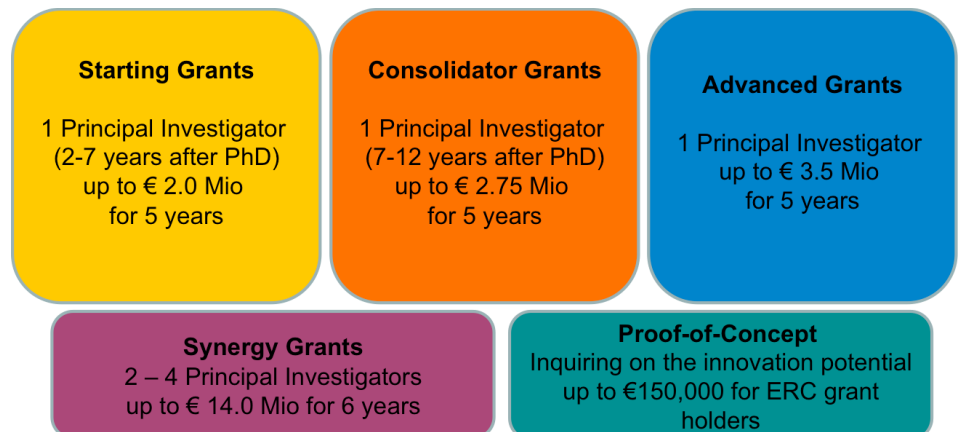 Starting Grants
1 Principal Investigator
(2-7 years after PhD)
up to € 2.0 Mio
for 5 years
Consolidator Grants
1 Principal Investigator
(7-12 years after PhD)
up to € 2.75 Mio
for 5 years
Advanced Grants
1 Principal Investigator
up to € 3.5 Mio
for 5 years
Synergy Grants
2 – 4 Principal Investigators
up to € 14.0 Mio for 6 years
Proof-of-Concept
Inquiring on the innovation potential
up to €150,000 for ERC grant
holders